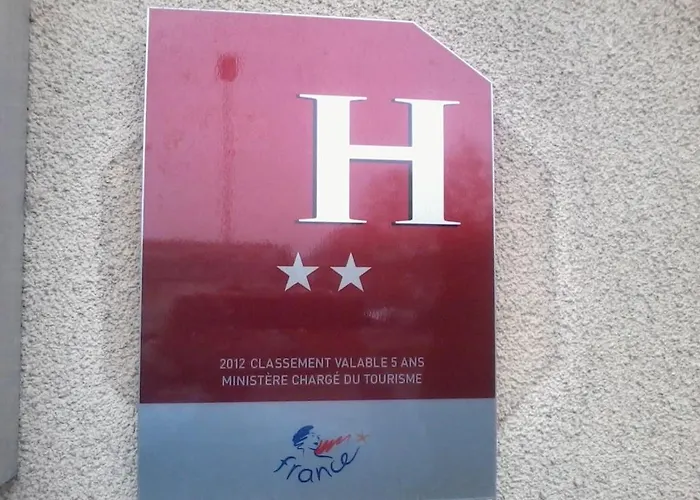 H
2012 CLASSEMENT VALABLE 5 ANS
MINISTÈRE CHARGÉ DU TOURISME
france